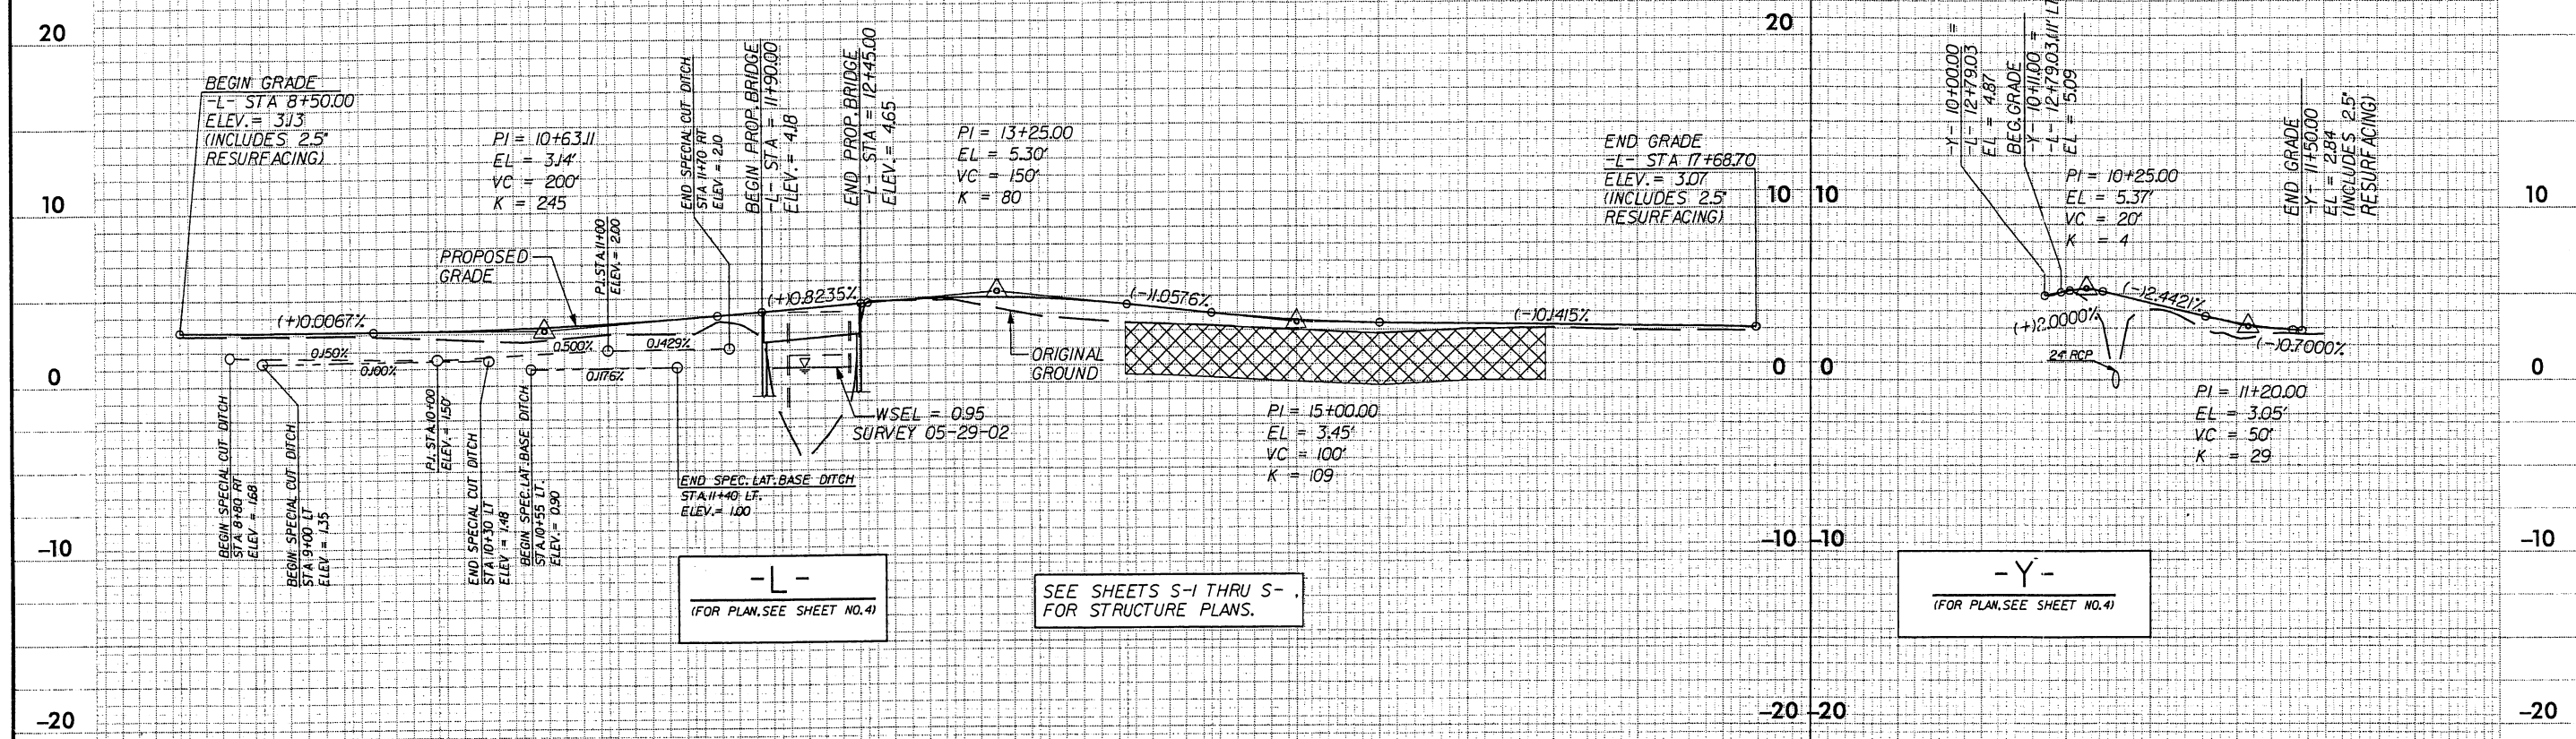 20
10
0
-10
-20
BEGIN GRADE
-L- STA 8+50.00
ELEV.= 3.13
(INCLUDES 2.5"
RESURFACING)
PI = 10+63.11
EL = 3.14'
VC = 200'
K = 245
PROPOSED
GRADE
P.I. STA.11+00
ELEV.= 2.00
END SPECIAL CUT DITCH
STA 11+70 RT
ELEV = 2.10
BEGIN PROP. BRIDGE
-L- STA = 11+90.00
ELEV.= 4.18
END PROP. BRIDGE
-L- STA = 12+45.00
ELEV.= 4.65
PI = 13+25.00
EL = 5.30'
VC = 150'
K = 80
END GRADE
-L- STA 17+68.70
ELEV.= 3.07
(INCLUDES 2.5"
RESURFACING)
(+)0.0067%
(+)0.8235%
(-)1.0576%
(-)0.1415%
0.150%
0.100%
0.500%
0.429%
0.176%
ORIGINAL
GROUND
WSEL = 0.95
SURVEY 05-29-02
BEGIN SPECIAL CUT DITCH
STA 8+80 RT
ELEV = 1.68
BEGIN SPECIAL CUT DITCH
STA 9+00 LT
ELEV = 1.35
P.I. STA.10+00
ELEV.= 1.50'
END SPECIAL CUT DITCH
STA 10+30 LT
ELEV = 1.48
BEGIN SPEC. LAT. BASE DITCH
STA.10+55 LT.
ELEV.= 0.90
END SPEC. LAT. BASE DITCH
STA.11+40 LT.
ELEV.= 1.00
PI = 15+00.00
EL = 3.45'
VC = 100'
K = 109
-L-
(FOR PLAN, SEE SHEET NO.4)
SEE SHEETS S-1 THRU S- .
FOR STRUCTURE PLANS.
20
10 10
0 0
-10 -10
-20 -20
-Y- 10+00.00 =
-L- 12+79.03
EL = 4.87
BEG. GRADE
-Y- 10+11.00 =
-L- 12+79.03, (11' LT
EL = 5.09
PI = 10+25.00
EL = 5.37'
VC = 20'
K = 4
END GRADE
-Y- 11+50.00
EL = 2.84
(INCLUDES 2.5"
RESURFACING)
(+)2.0000%
(-)2.4421%
(-)0.7000%
24" RCP
PI = 11+20.00
EL = 3.05'
VC = 50'
K = 29
-Y-
(FOR PLAN, SEE SHEET NO.4)
10
0
-10
-20